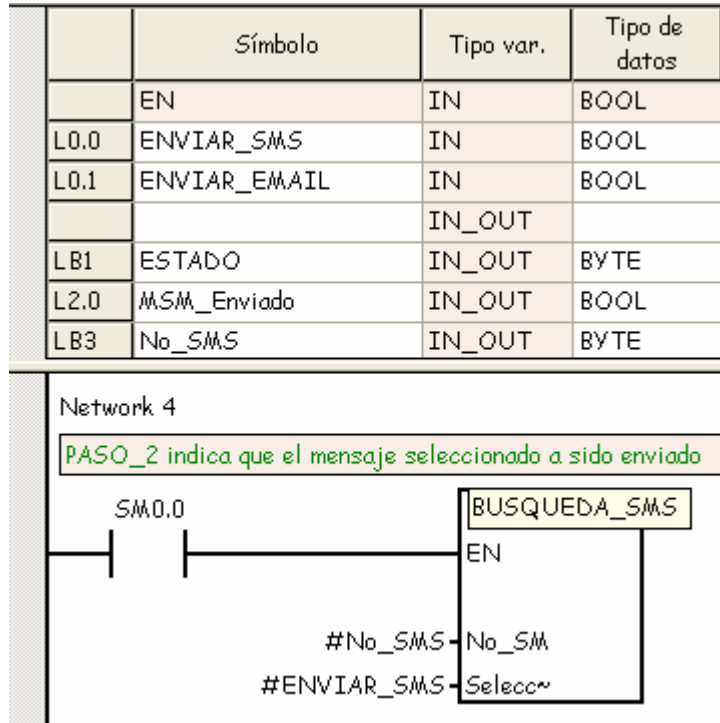 Símbolo Tipo var. Tipo de datos
EN IN BOOL
L0.0 ENVIAR_SMS IN BOOL
L0.1 ENVIAR_EMAIL IN BOOL
IN_OUT
LB1 ESTADO IN_OUT BYTE
L2.0 MSM_Enviado IN_OUT BOOL
LB3 No_SMS IN_OUT BYTE
Network 4
PASO_2 indica que el mensaje seleccionado a sido enviado
SM0.0 BUSQUEDA_SMS
EN
#No_SMS No_SM
#ENVIAR_SMS Selecc~